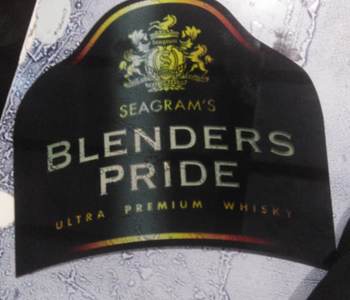 SEAGRAM'S
BLENDERS
PRIDE
ULTRA PREMIUM WHISKY